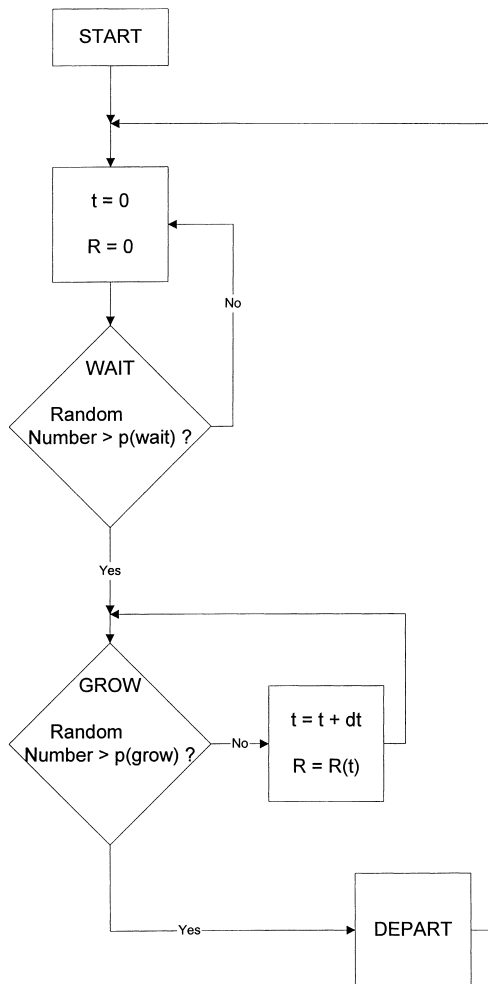 START
t = 0
R = 0
No
WAIT
Random
Number > p(wait) ?
Yes
GROW
Random
Number > p(grow) ?
No
t = t + dt
R = R(t)
Yes
DEPART